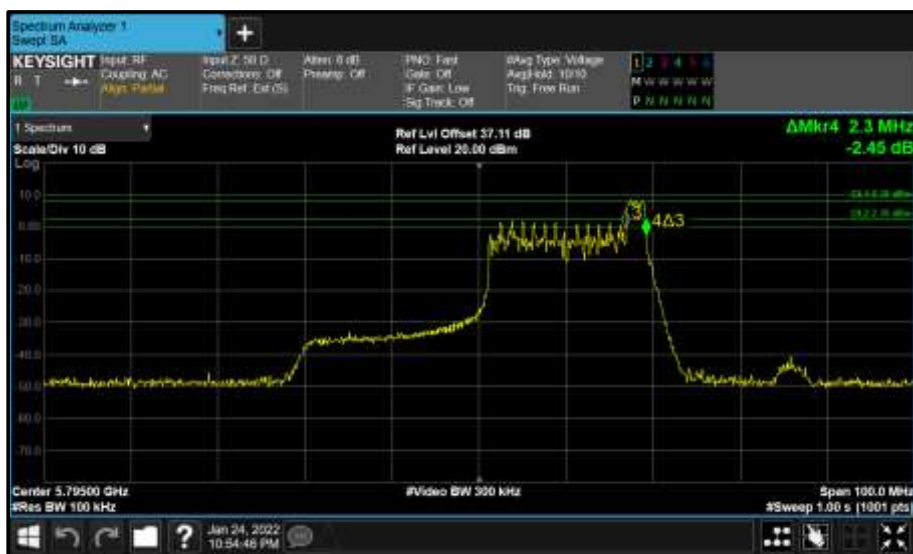 Spectrum Analyzer 1
Swept SA
+
KEYSIGHT
R T
Input: RF
Coupling: AC
Align: Partial
Input Z: 50 Ω
Corrections: Off
Freq Ref: Ext (S)
Atten: 0 dB
Preamp: Off
PNO: Fast
Gate: Off
IF Gain: Low
Sig Track: Off
#Avg Type: Voltage
Avg|Hold: 10/10
Trig: Free Run
1 2 3 4 5 6
M W W W W W
P N N N N N
1 Spectrum
Scale/Div 10 dB
Log
Ref Lvl Offset 37.11 dB
Ref Level 20.00 dBm
ΔMkr4 2.3 MHz
-2.45 dB
10.0
0.00
-10.0
-20.0
-30.0
-40.0
-50.0
-60.0
-70.0
3
4Δ3
Center 5.79500 GHz
#Res BW 100 kHz
#Video BW 300 kHz
Span 100.0 MHz
#Sweep 1.00 s (1001 pts)
?
Jan 24, 2022
10:54:46 PM